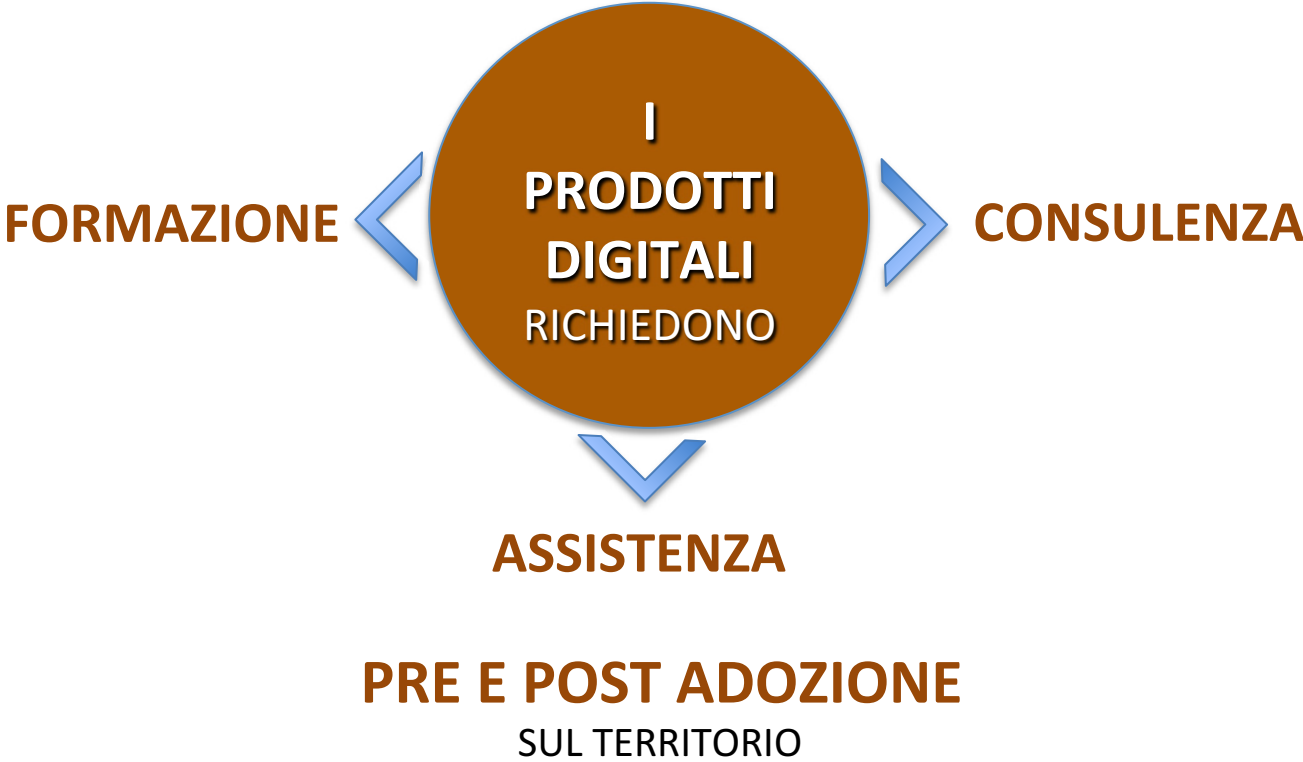 I
PRODOTTI
DIGITALI
RICHIEDONO
FORMAZIONE
CONSULENZA
ASSISTENZA
PRE E POST ADOZIONE
SUL TERRITORIO